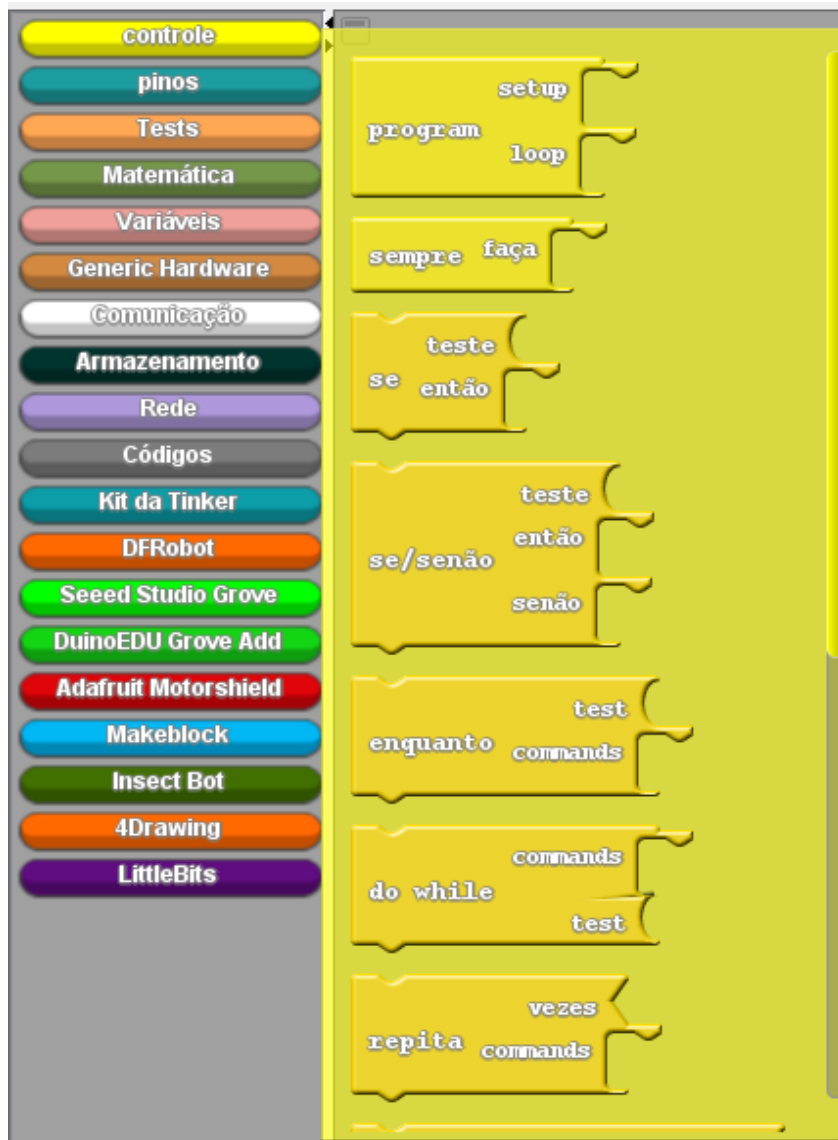 controle
pinos
Tests
Matemática
Variáveis
Generic Hardware
Comunicação
Armazenamento
Rede
Códigos
Kit da Tinker
DFRobot
Seeed Studio Grove
DuinoEDU Grove Add
Adafruit Motorshield
Makeblock
Insect Bot
4Drawing
LittleBits
setup
program
loop
sempre faça
teste
se então
teste
então
se/senão
senão
test
enquanto commands
commands
do while
test
vezes
repita commands